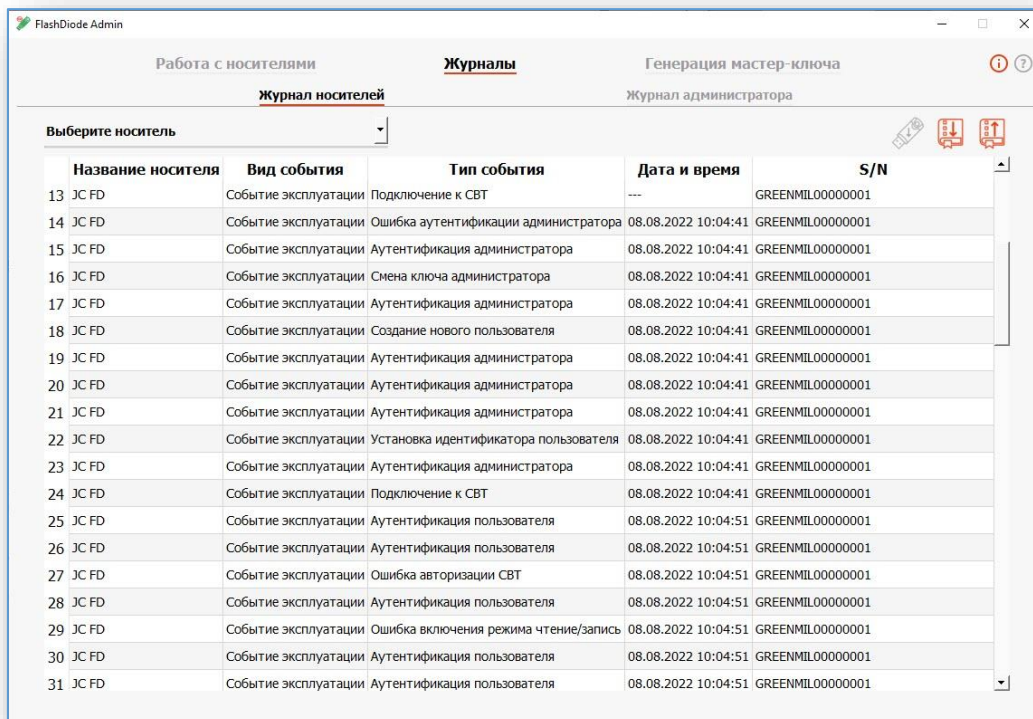 FlashDiode Admin
Работа с носителями Журналы Генерация мастер-ключа
Журнал носителей Журнал администратора
Выберите носитель
Название носителя Вид события Тип события Дата и время S/N
13 JC FD Событие эксплуатации Подключение к СВТ --- GREENMIL00000001
14 JC FD Событие эксплуатации Ошибка аутентификации администратора 08.08.2022 10:04:41 GREENMIL00000001
15 JC FD Событие эксплуатации Аутентификация администратора 08.08.2022 10:04:41 GREENMIL00000001
16 JC FD Событие эксплуатации Смена ключа администратора 08.08.2022 10:04:41 GREENMIL00000001
17 JC FD Событие эксплуатации Аутентификация администратора 08.08.2022 10:04:41 GREENMIL00000001
18 JC FD Событие эксплуатации Создание нового пользователя 08.08.2022 10:04:41 GREENMIL00000001
19 JC FD Событие эксплуатации Аутентификация администратора 08.08.2022 10:04:41 GREENMIL00000001
20 JC FD Событие эксплуатации Аутентификация администратора 08.08.2022 10:04:41 GREENMIL00000001
21 JC FD Событие эксплуатации Аутентификация администратора 08.08.2022 10:04:41 GREENMIL00000001
22 JC FD Событие эксплуатации Установка идентификатора пользователя 08.08.2022 10:04:41 GREENMIL00000001
23 JC FD Событие эксплуатации Аутентификация администратора 08.08.2022 10:04:41 GREENMIL00000001
24 JC FD Событие эксплуатации Подключение к СВТ 08.08.2022 10:04:41 GREENMIL00000001
25 JC FD Событие эксплуатации Аутентификация пользователя 08.08.2022 10:04:51 GREENMIL00000001
26 JC FD Событие эксплуатации Аутентификация пользователя 08.08.2022 10:04:51 GREENMIL00000001
27 JC FD Событие эксплуатации Ошибка авторизации СВТ 08.08.2022 10:04:51 GREENMIL00000001
28 JC FD Событие эксплуатации Аутентификация пользователя 08.08.2022 10:04:51 GREENMIL00000001
29 JC FD Событие эксплуатации Ошибка включения режима чтение/запись 08.08.2022 10:04:51 GREENMIL00000001
30 JC FD Событие эксплуатации Аутентификация пользователя 08.08.2022 10:04:51 GREENMIL00000001
31 JC FD Событие эксплуатации Аутентификация пользователя 08.08.2022 10:04:51 GREENMIL00000001